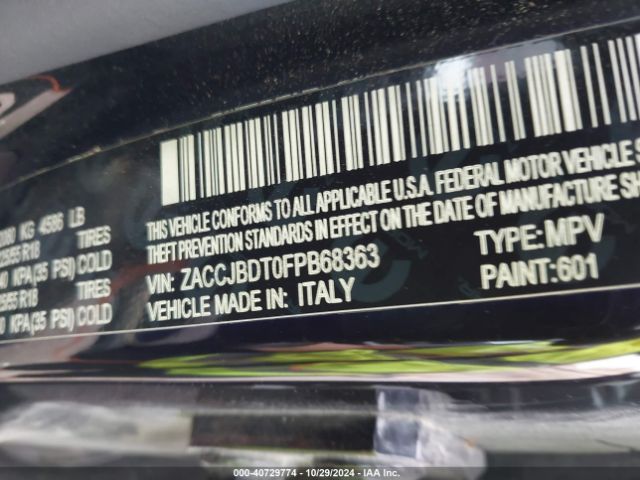 2080 KG 4586 LB
THIS VEHICLE CONFORMS TO ALL APPLICABLE U.S.A. FEDERAL MOTOR VEHICLE S
THEFT PREVENTION STANDARDS IN EFFECT ON THE DATE OF MANUFACTURE SH
R18 TIRES
KPA(35 PSI) COLD
VIN: ZACCJBDT0FPB68363 TYPE: MPV
R18 TIRES
VEHICLE MADE IN: ITALY PAINT: 601
KPA(35 PSI) COLD
000-40729774 | 10/29/2024 - IAA Inc.